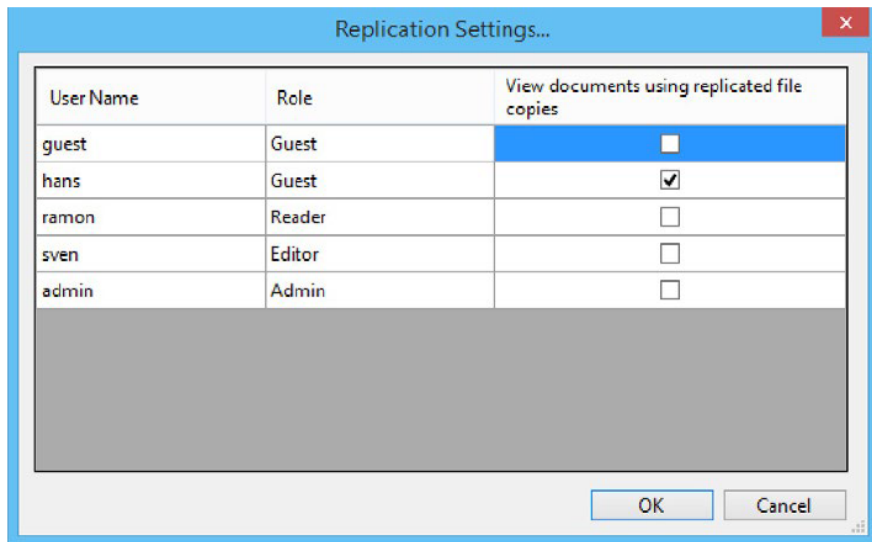 Replication Settings...
x
User Name Role View documents using replicated file
copies
guest Guest
hans Guest
ramon Reader
sven Editor
admin Admin
OK Cancel